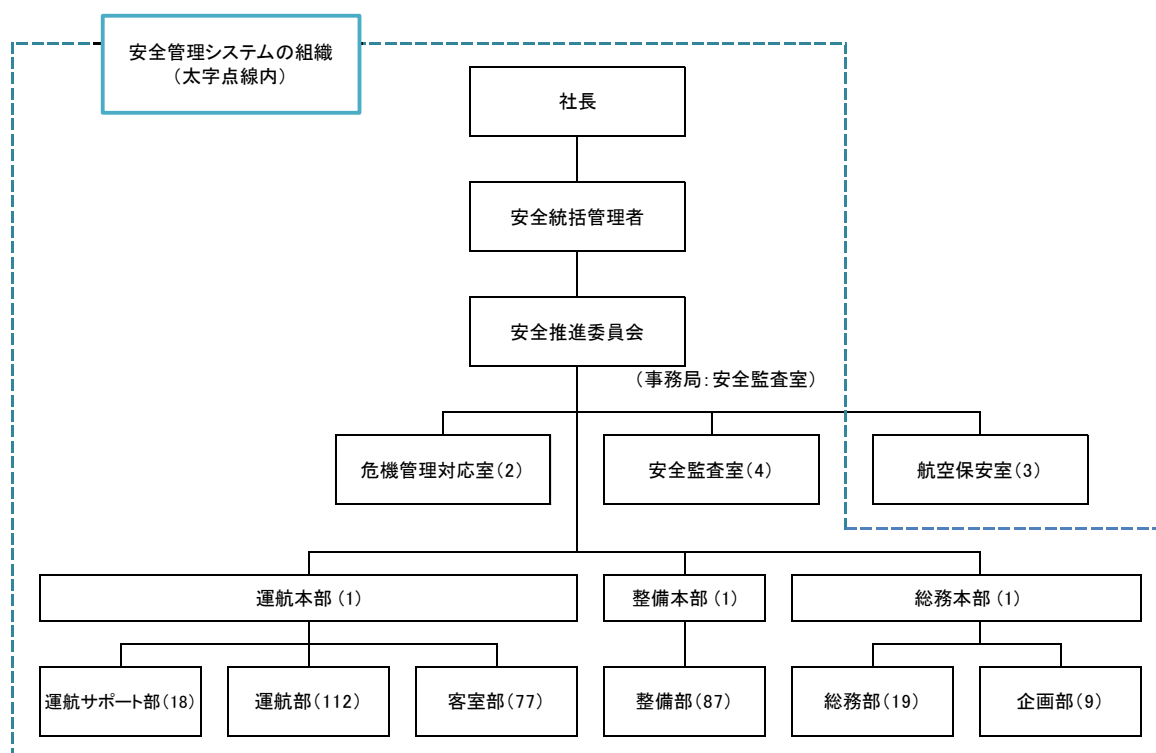 安全管理システムの組織
（太字点線内）
社長
安全統括管理者
安全推進委員会
（事務局：安全監査室）
危機管理対応室（2）
安全監査室（4）
航空保安室（3）
運航本部（1）
整備本部（1）
総務本部（1）
運航サポート部（18）
運航部（112）
客室部（77）
整備部（87）
総務部（19）
企画部（9）